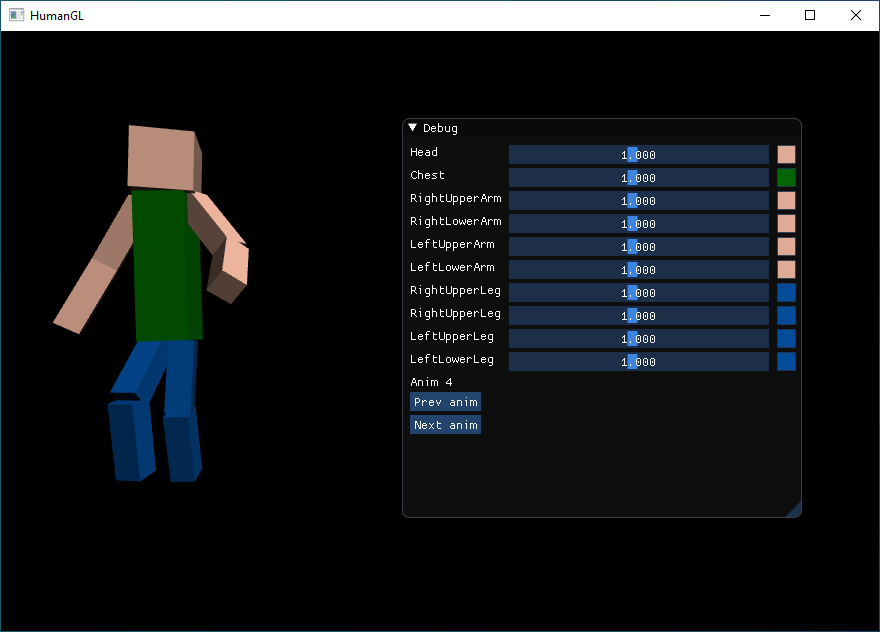 HumanGL
Debug
Head 1.000
Chest 1.000
RightUpperArm 1.000
RightLowerArm 1.000
LeftUpperArm 1.000
LeftLowerArm 1.000
RightUpperLeg 1.000
RightUpperLeg 1.000
LeftUpperLeg 1.000
LeftLowerLeg 1.000
Anim 4
Prev anim
Next anim